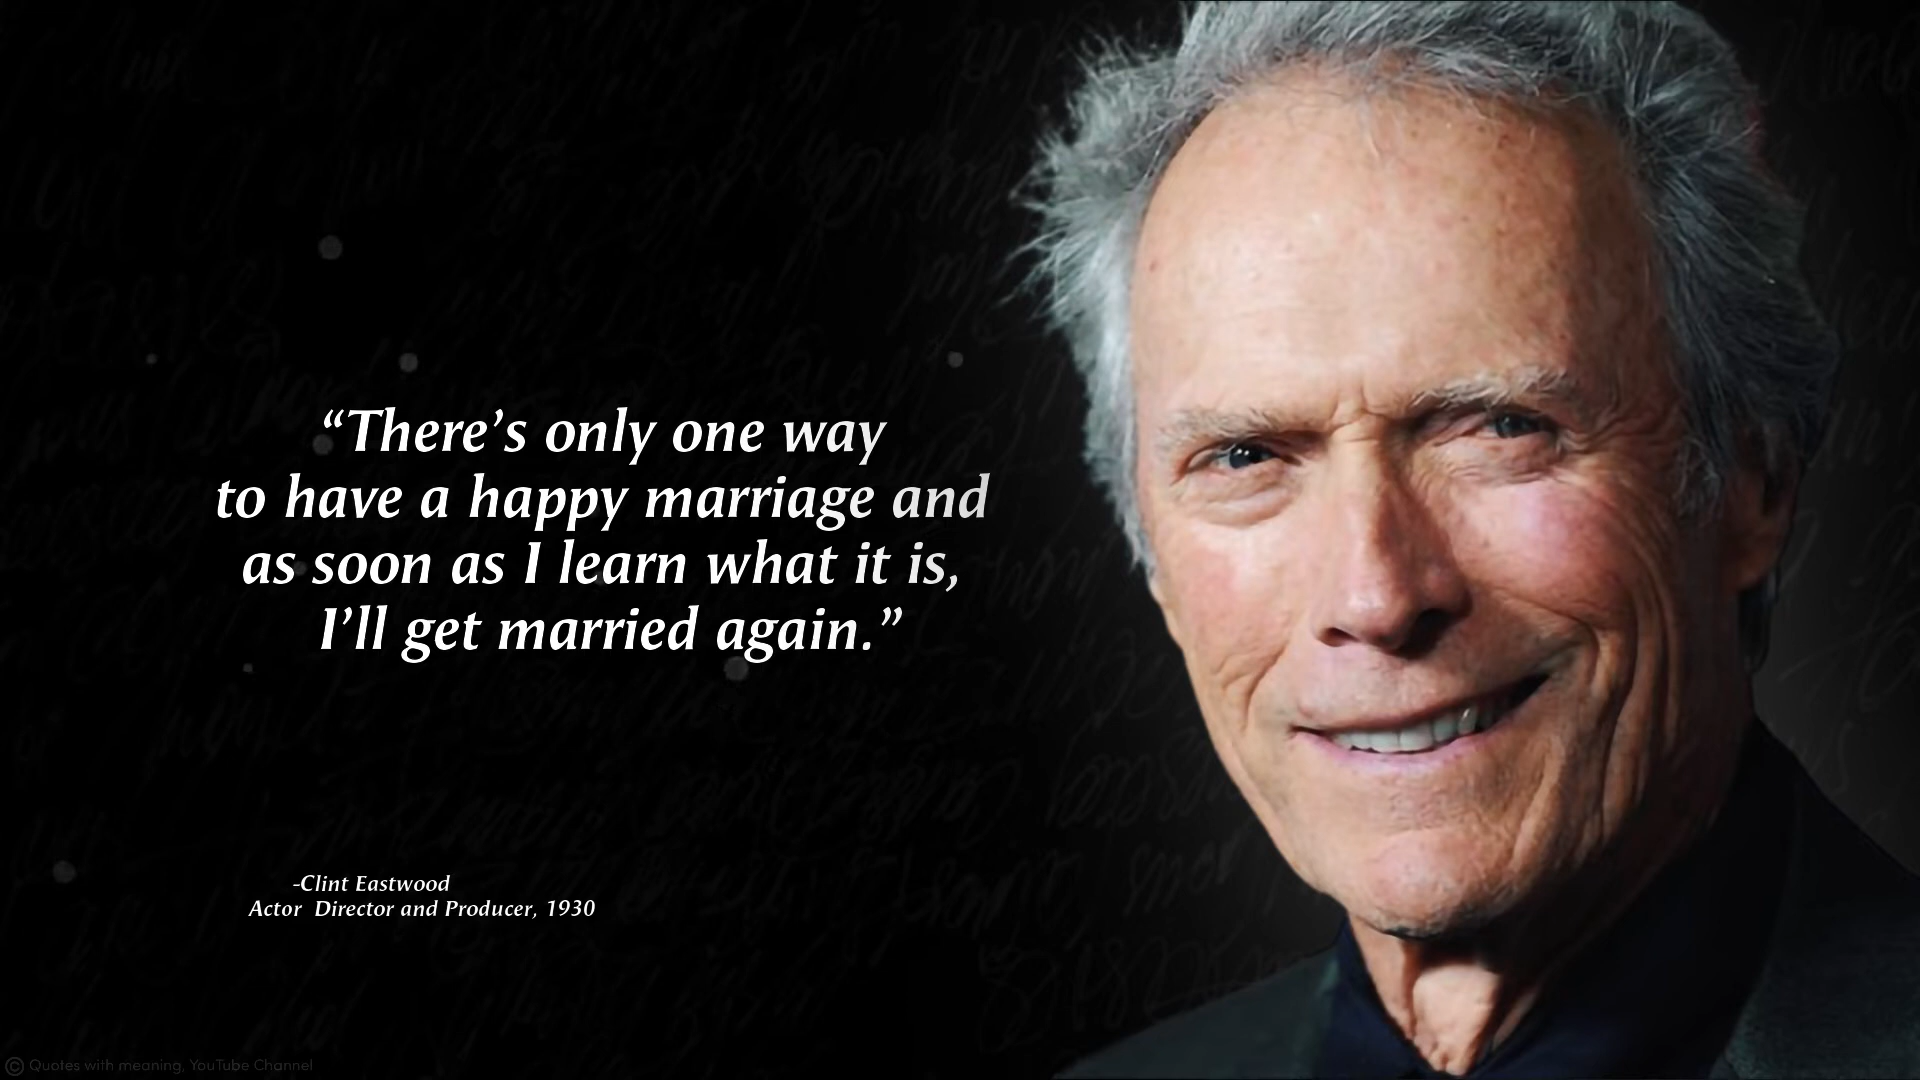 “There’s only one way
to have a happy marriage and
as soon as I learn what it is,
I’ll get married again.”
-Clint Eastwood
Actor  Director and Producer, 1930
© Quotes with meaning, YouTube Channel